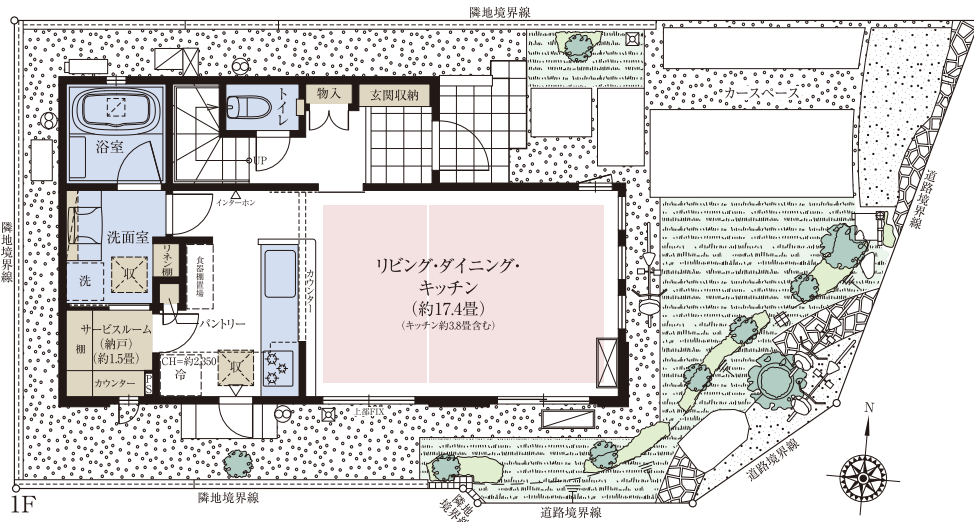 隣地境界線
浴室
UP
トイレ
物入
玄関収納
カースペース
道路境界線
インターホン
隣地境界線
洗面室
リネン棚
食器棚置場
カウンター
リビング・ダイニング・
キッチン
(約17.4畳)
(キッチン約3.8畳含む)
洗
収
パントリー
サービスルーム
(納戸)
(約1.5畳)
棚
カウンター
PS
CH=約2,350
冷
収
上部FIX
N
道路境界線
隣地境界線
隣地
境界線
道路境界線
1F